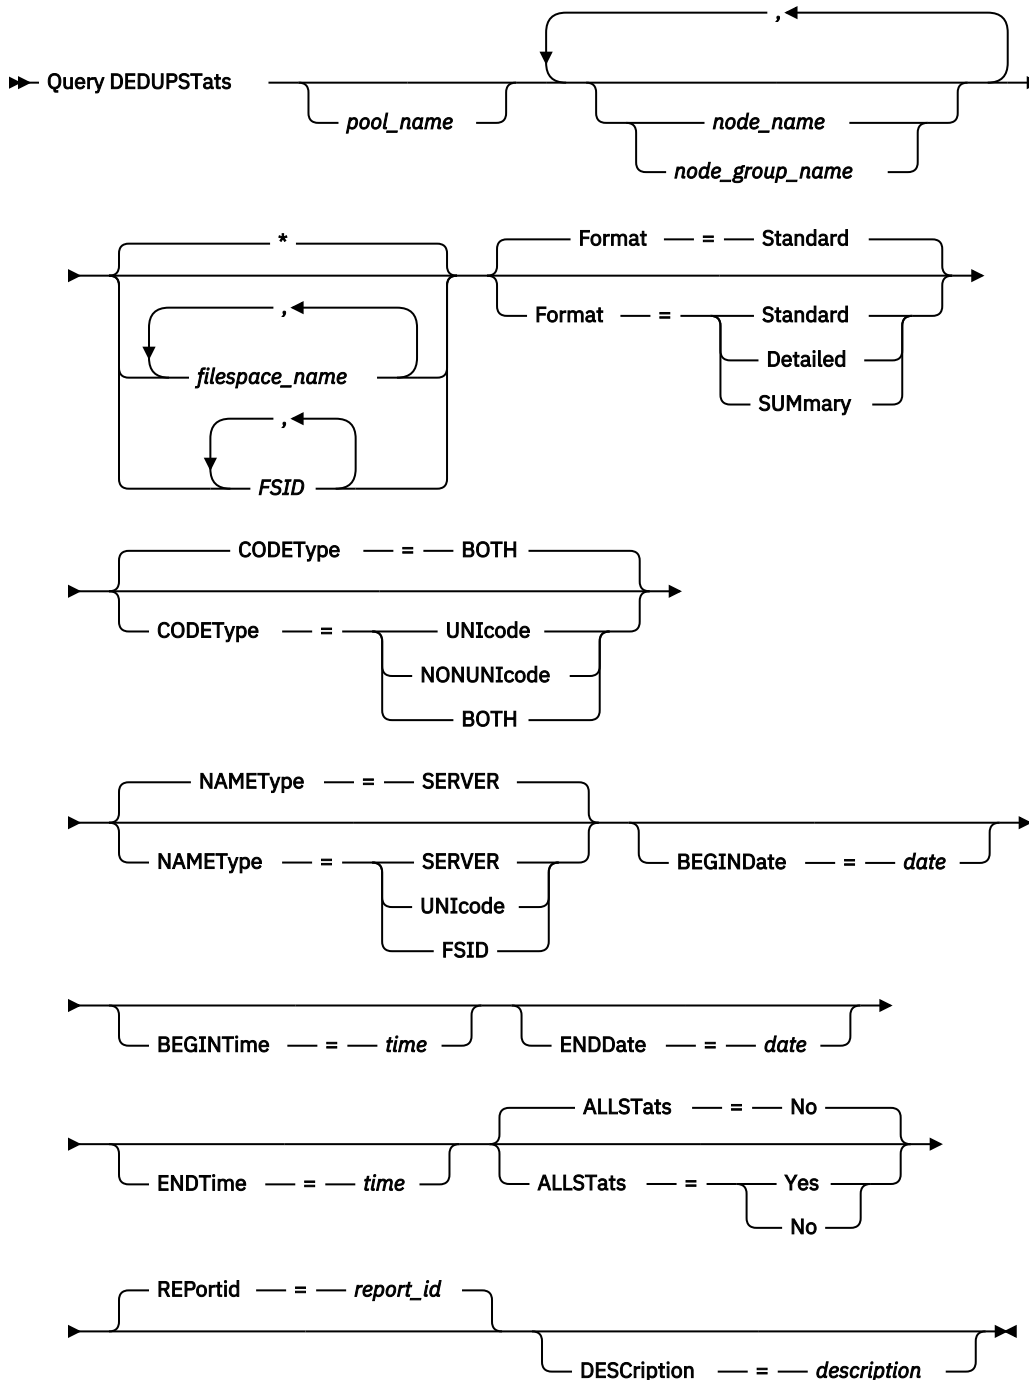 ,
Query DEDUPSTats
pool_name
node_name
node_group_name
*
Format = Standard
,
filespace_name
Format = Standard
Detailed
SUMmary
,
FSID
CODEType = BOTH
CODEType = UNIcode
NONUNIcode
BOTH
NAMEType = SERVER
NAMEType = SERVER
UNIcode
FSID
BEGINDate = date
BEGINTime = time
ENDDate = date
ALLSTats = No
ENDTime = time
ALLSTats = Yes
No
REPortid = report_id
DESCription = description